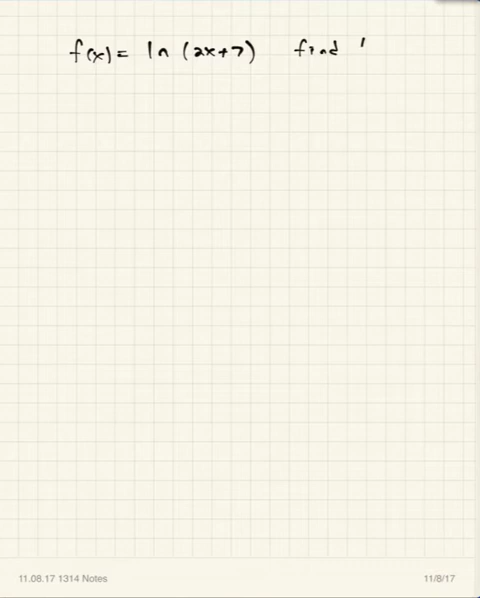 f(x) = ln (2x+7) find
11.08.17 1314 Notes 11/8/17